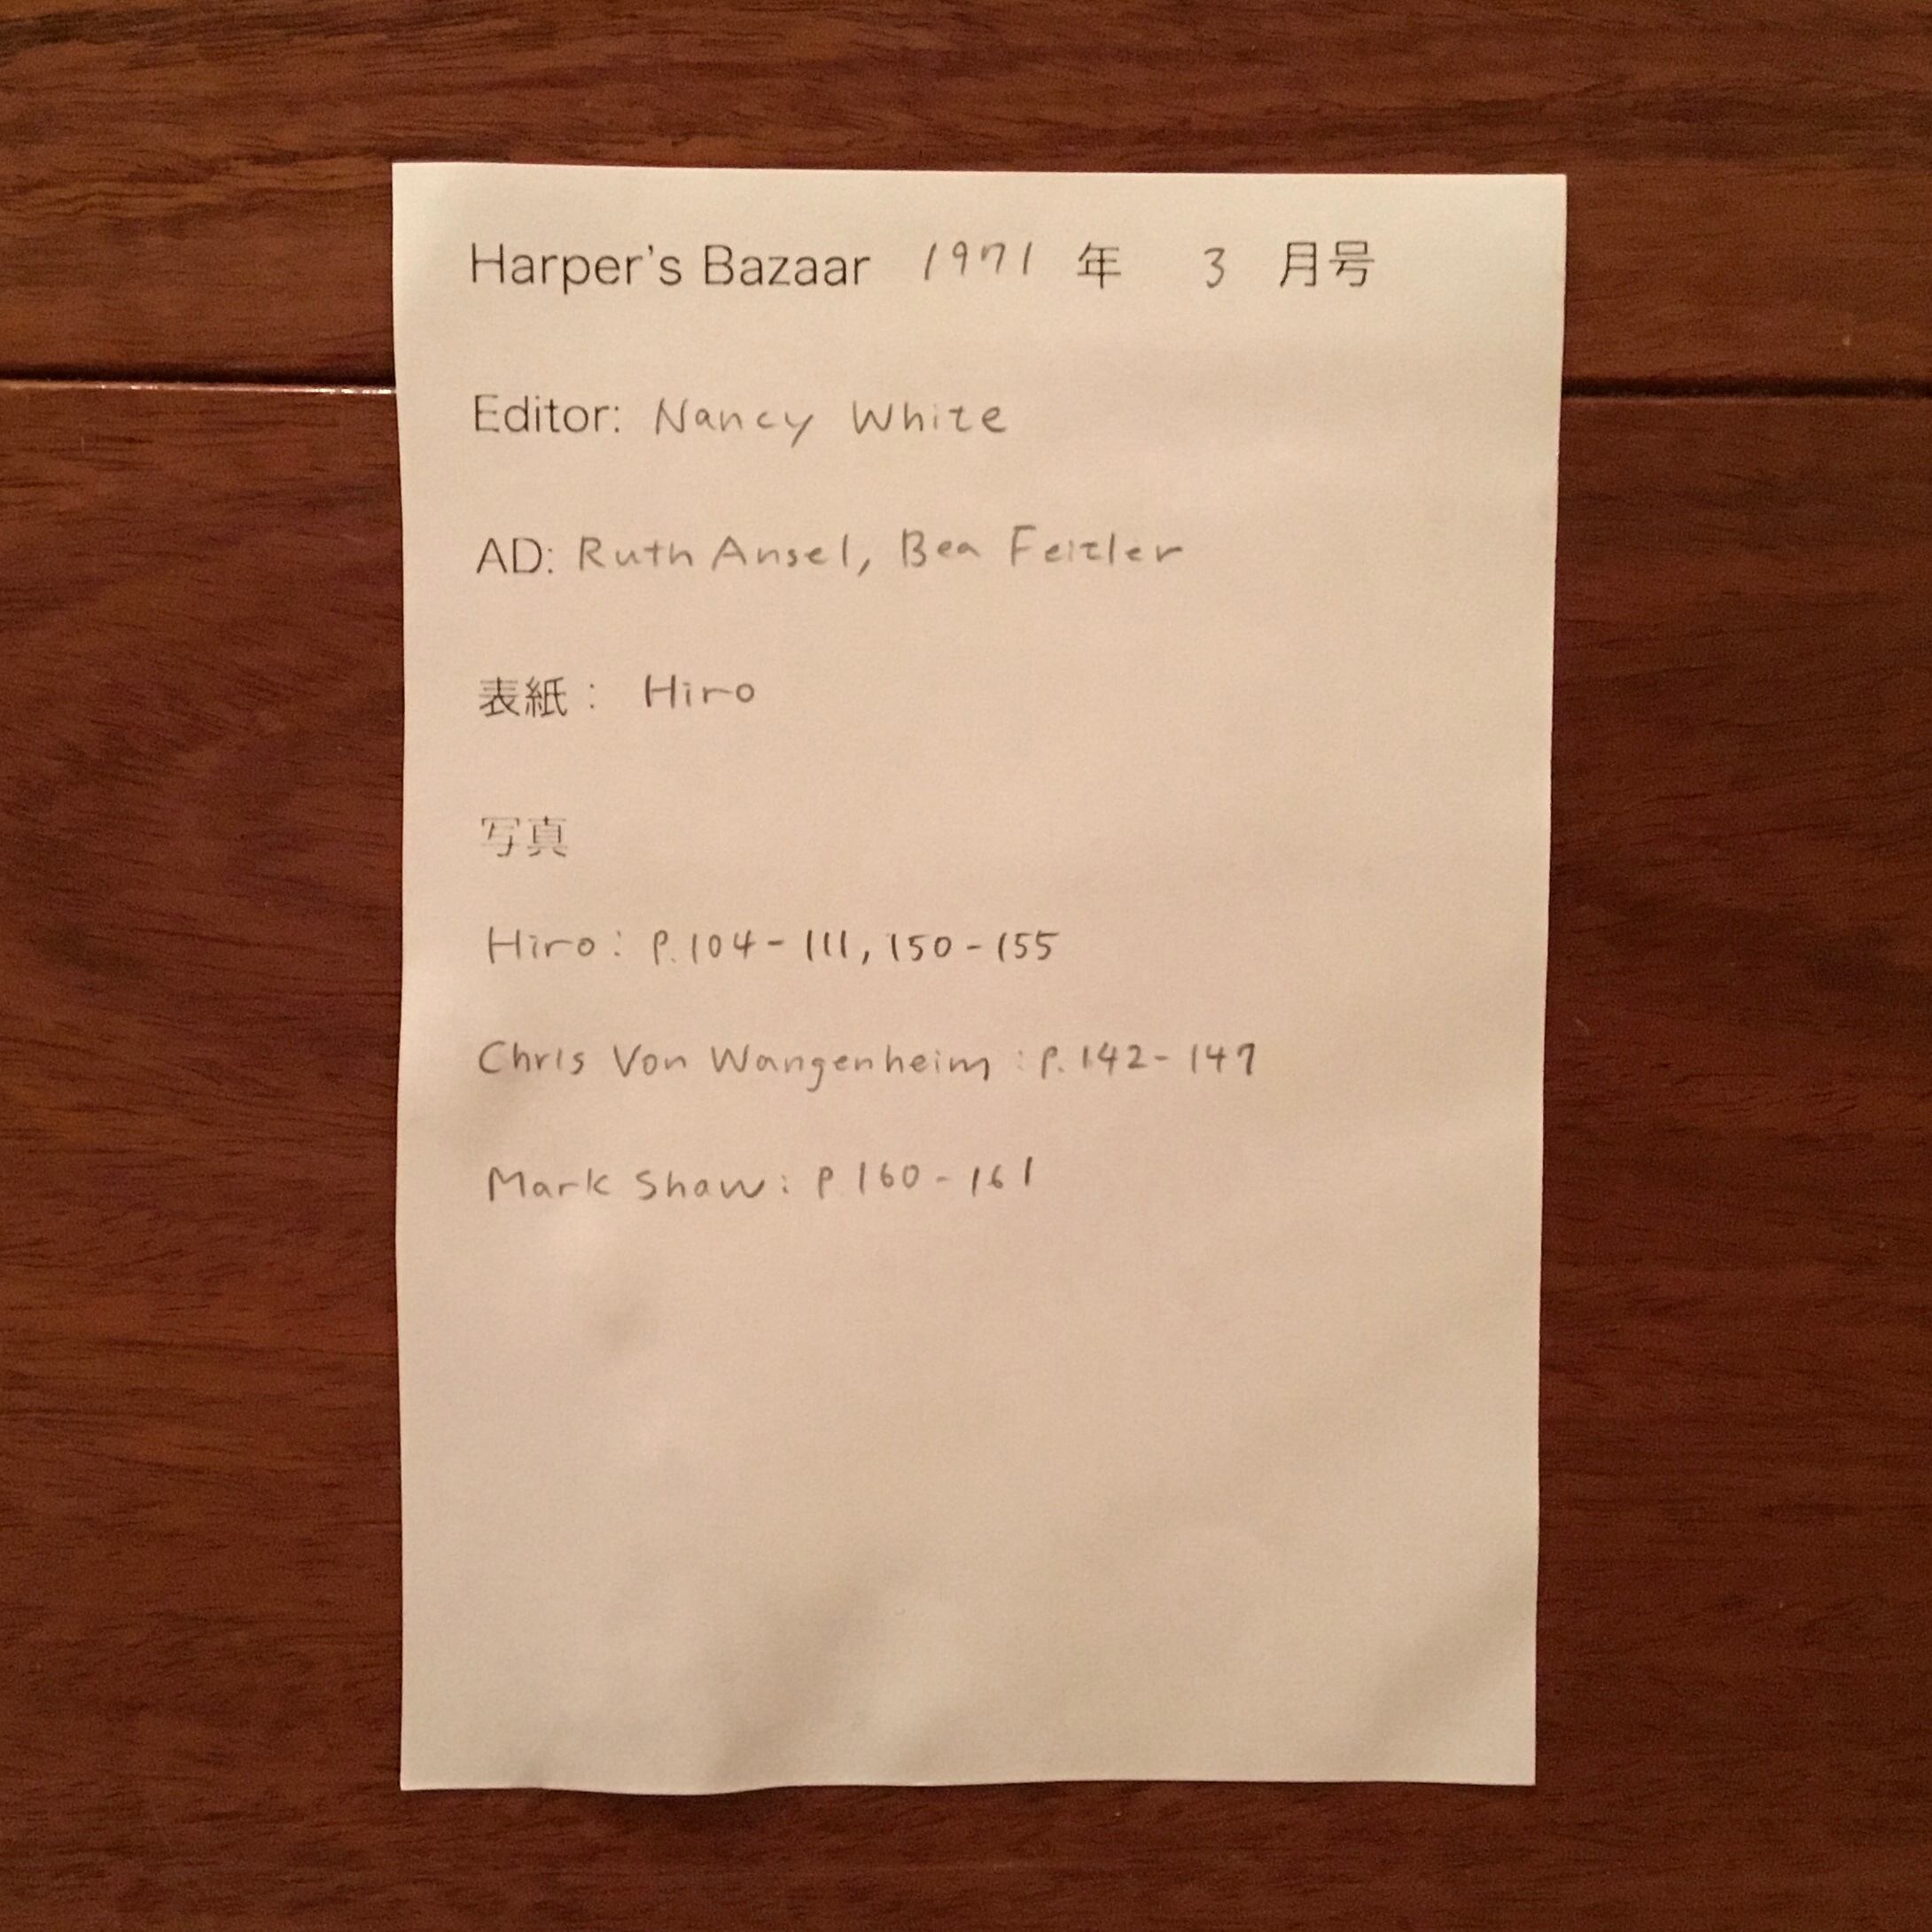 Harper's Bazaar 1971 年 3 月号
Editor: Nancy White
AD: Ruth Ansel, Bea Feitler
表紙： Hiro
写真
Hiro: P.104-111, 150-155
Chris Von Wangenheim: P.142-147
Mark Shaw: P 160-161